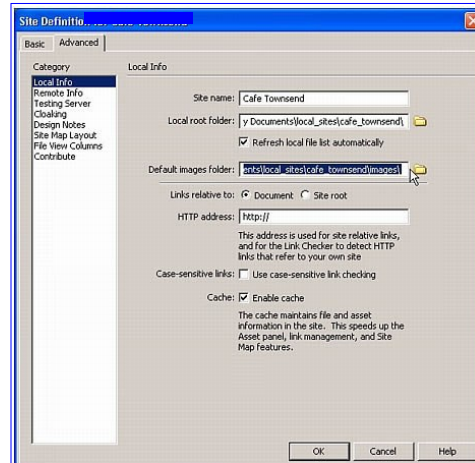 Site Definition for Cafe Townsend
Basic
Advanced
Category
Local Info
Remote Info
Testing Server
Cloaking
Design Notes
Site Map Layout
File View Columns
Contribute
Local Info
Site name: Cafe Townsend
Local root folder: y Documents\local_sites\cafe_townsend\
Refresh local file list automatically
Default images folder: ents\local_sites\cafe_townsend\images\
Links relative to: Document Site root
HTTP address: http://
This address is used for site relative links,
and for the Link Checker to detect HTTP
links that refer to your own site
Case-sensitive links: Use case-sensitive link checking
Cache: Enable cache
The cache maintains file and asset
information in the site. This speeds up the
Asset panel, link management, and Site
Map features.
OK Cancel Help